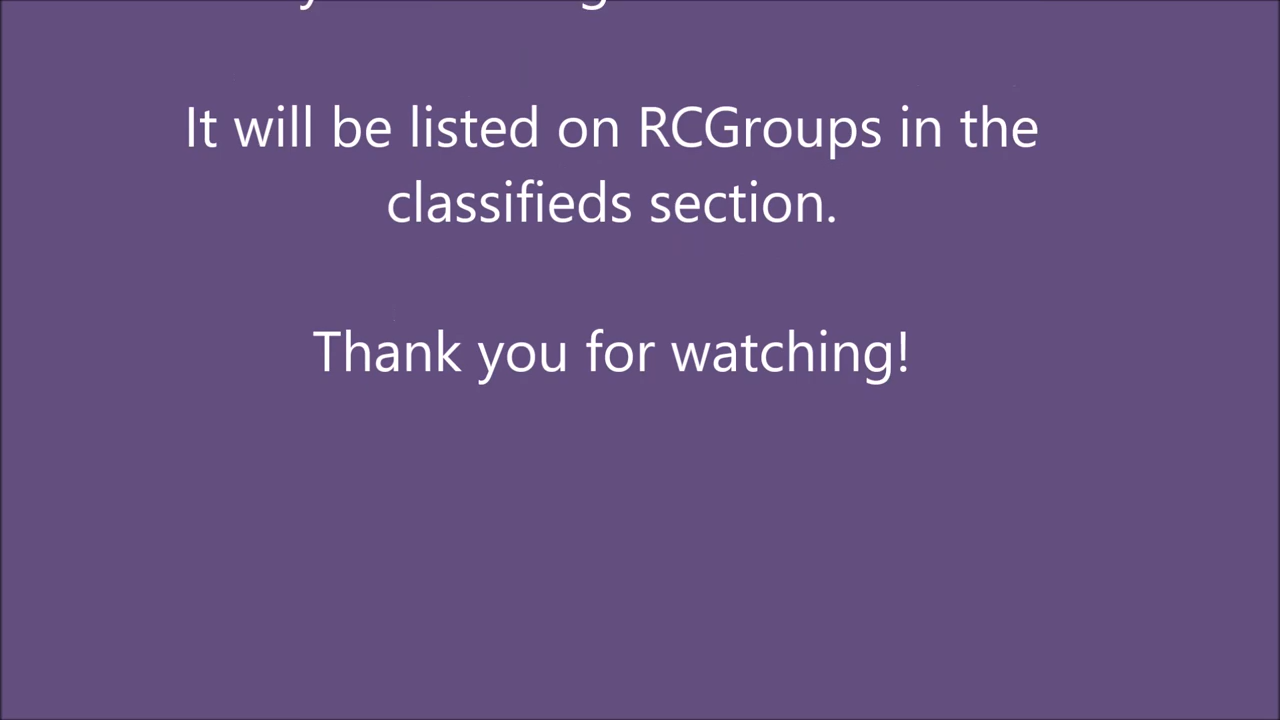 It will be listed on RCGroups in the
classifieds section.
Thank you for watching!